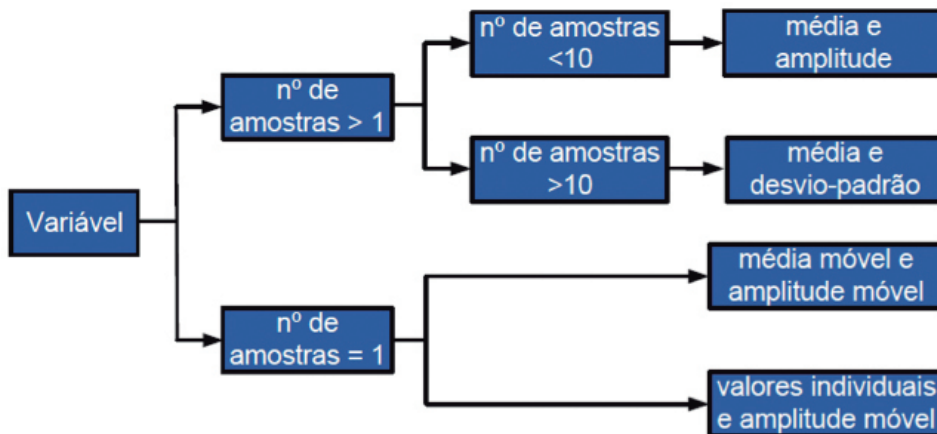 nº de amostras
<10
média e
amplitude
nº de
amostras > 1
nº de amostras
>10
média e
desvio-padrão
Variável
média móvel e
amplitude móvel
nº de
amostras = 1
valores individuais
e amplitude móvel